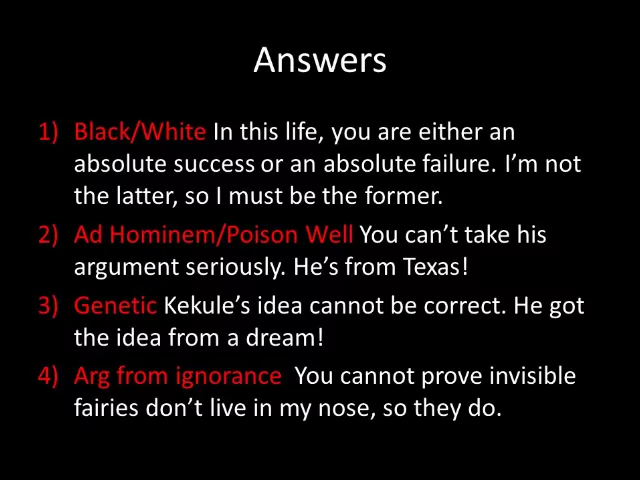 Answers
1) Black/White In this life, you are either an
absolute success or an absolute failure. I’m not
the latter, so I must be the former.
2) Ad Hominem/Poison Well You can’t take his
argument seriously. He’s from Texas!
3) Genetic Kekule’s idea cannot be correct. He got
the idea from a dream!
4) Arg from ignorance You cannot prove invisible
fairies don’t live in my nose, so they do.